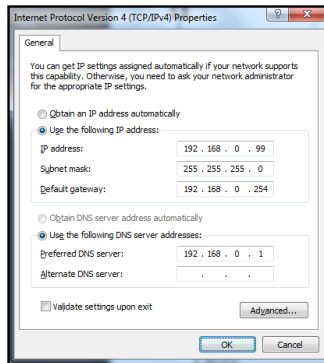 Internet Protocol Version 4 (TCP/IPv4) Properties
General
You can get IP settings assigned automatically if your network supports
this capability. Otherwise, you need to ask your network administrator
for the appropriate IP settings.
Obtain an IP address automatically
Use the following IP address:
IP address: 192 . 168 . 0 . 99
Subnet mask: 255 . 255 . 255 . 0
Default gateway: 192 . 168 . 0 . 254
Obtain DNS server address automatically
Use the following DNS server addresses:
Preferred DNS server: 192 . 168 . 0 . 1
Alternate DNS server: . . .
Validate settings upon exit
Advanced...
OK Cancel